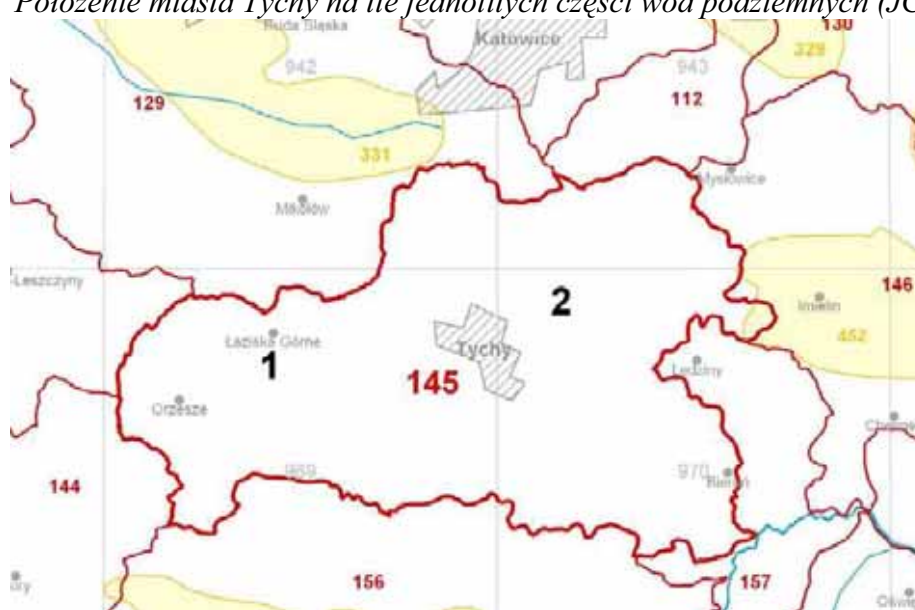 Położenie miasta Tychy na tle jednolitych części wód podziemnych (JC
Ruda Śląska
Katowice
130
329
942
943
129
112
331
Mysłowice
Mikołów
-Leszczyny
146
2
Imielin
Łaziska Górne
452
Tychy
1
145
Lędziny
Orzesze
969
970
Bieruń
144
156
157